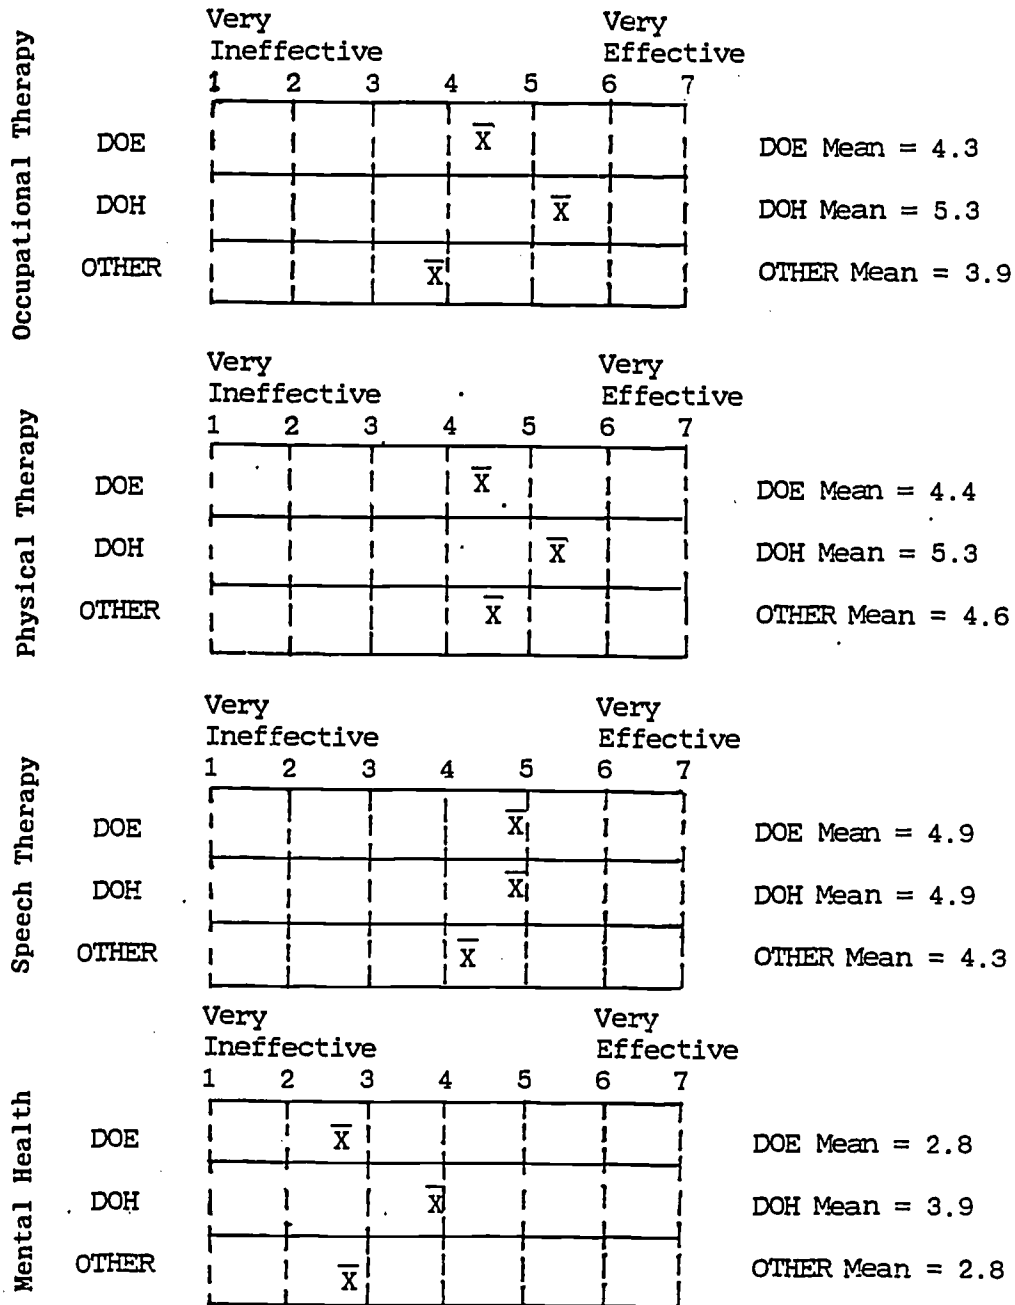 Occupational Therapy
Very Very
Ineffective Effective
1 2 3 4 5 6 7
DOE X̄ DOE Mean = 4.3
DOH X̄ DOH Mean = 5.3
OTHER X̄ OTHER Mean = 3.9
Physical Therapy
Very Very
Ineffective Effective
1 2 3 4 5 6 7
DOE X̄ DOE Mean = 4.4
DOH X̄ DOH Mean = 5.3
OTHER X̄ OTHER Mean = 4.6
Speech Therapy
Very Very
Ineffective Effective
1 2 3 4 5 6 7
DOE X̄ DOE Mean = 4.9
DOH X̄ DOH Mean = 4.9
OTHER X̄ OTHER Mean = 4.3
Mental Health
Very Very
Ineffective Effective
1 2 3 4 5 6 7
DOE X̄ DOE Mean = 2.8
DOH X̄ DOH Mean = 3.9
OTHER X̄ OTHER Mean = 2.8